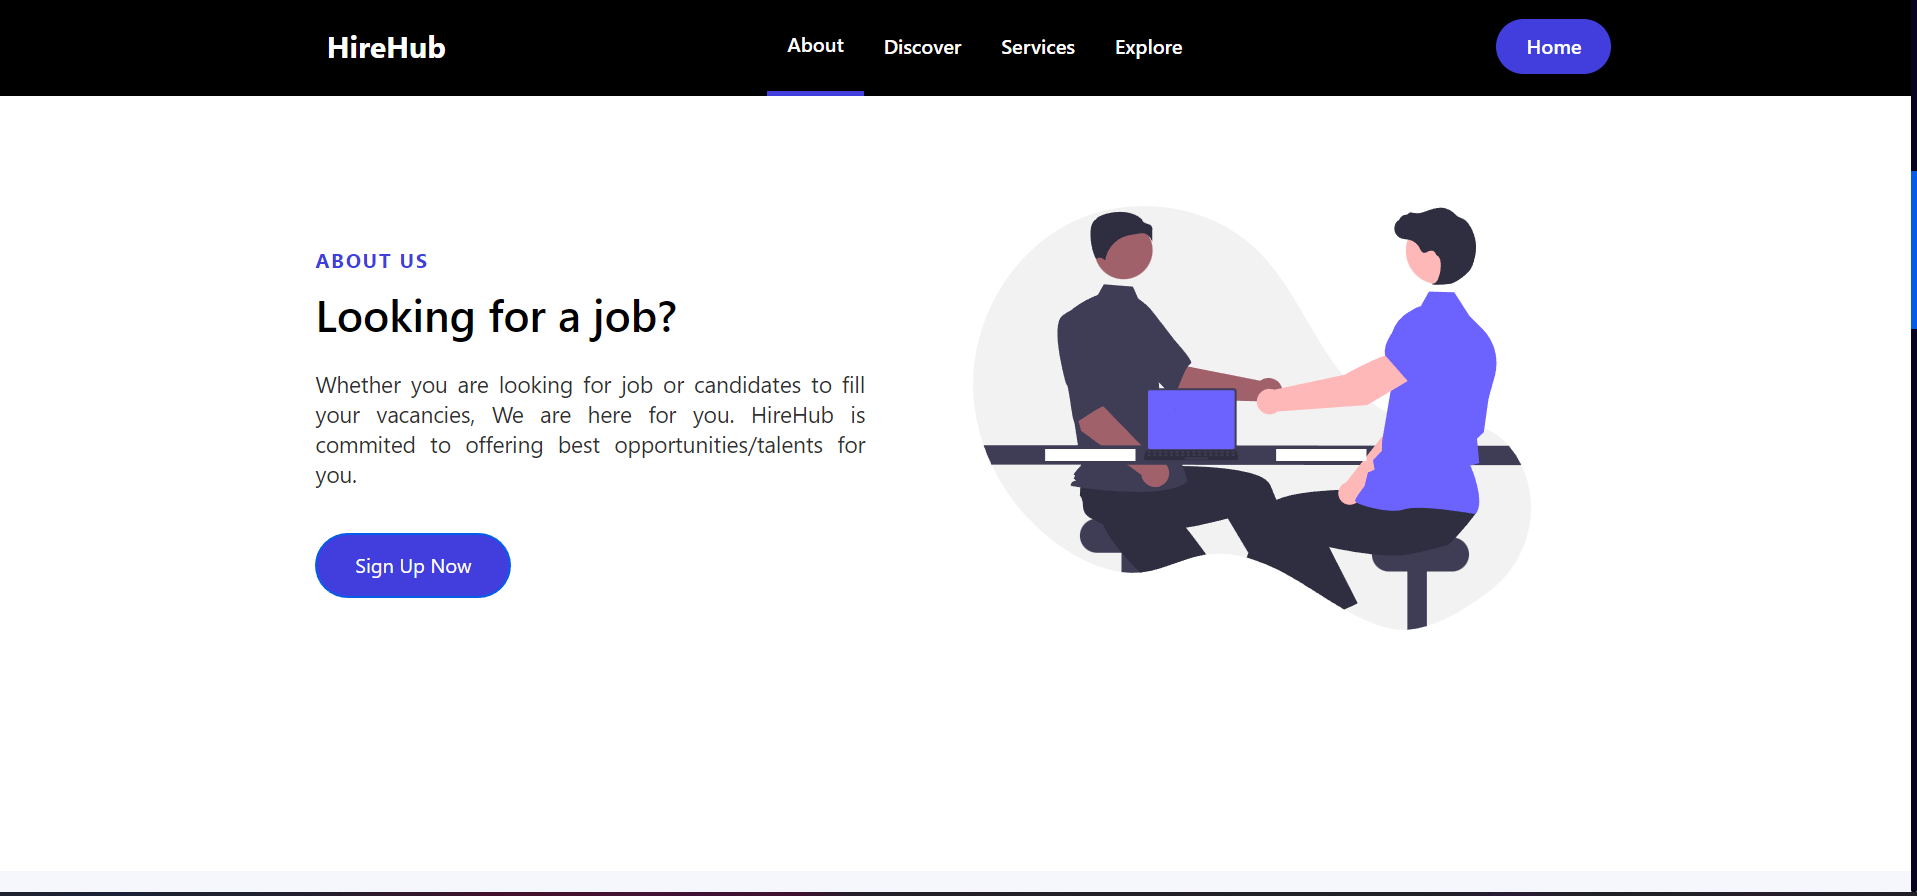 HireHub
About
Discover
Services
Explore
Home
ABOUT US
Looking for a job?
Whether you are looking for job or candidates to fill
your vacancies, We are here for you. HireHub is
commited to offering best opportunities/talents for
you.
Sign Up Now